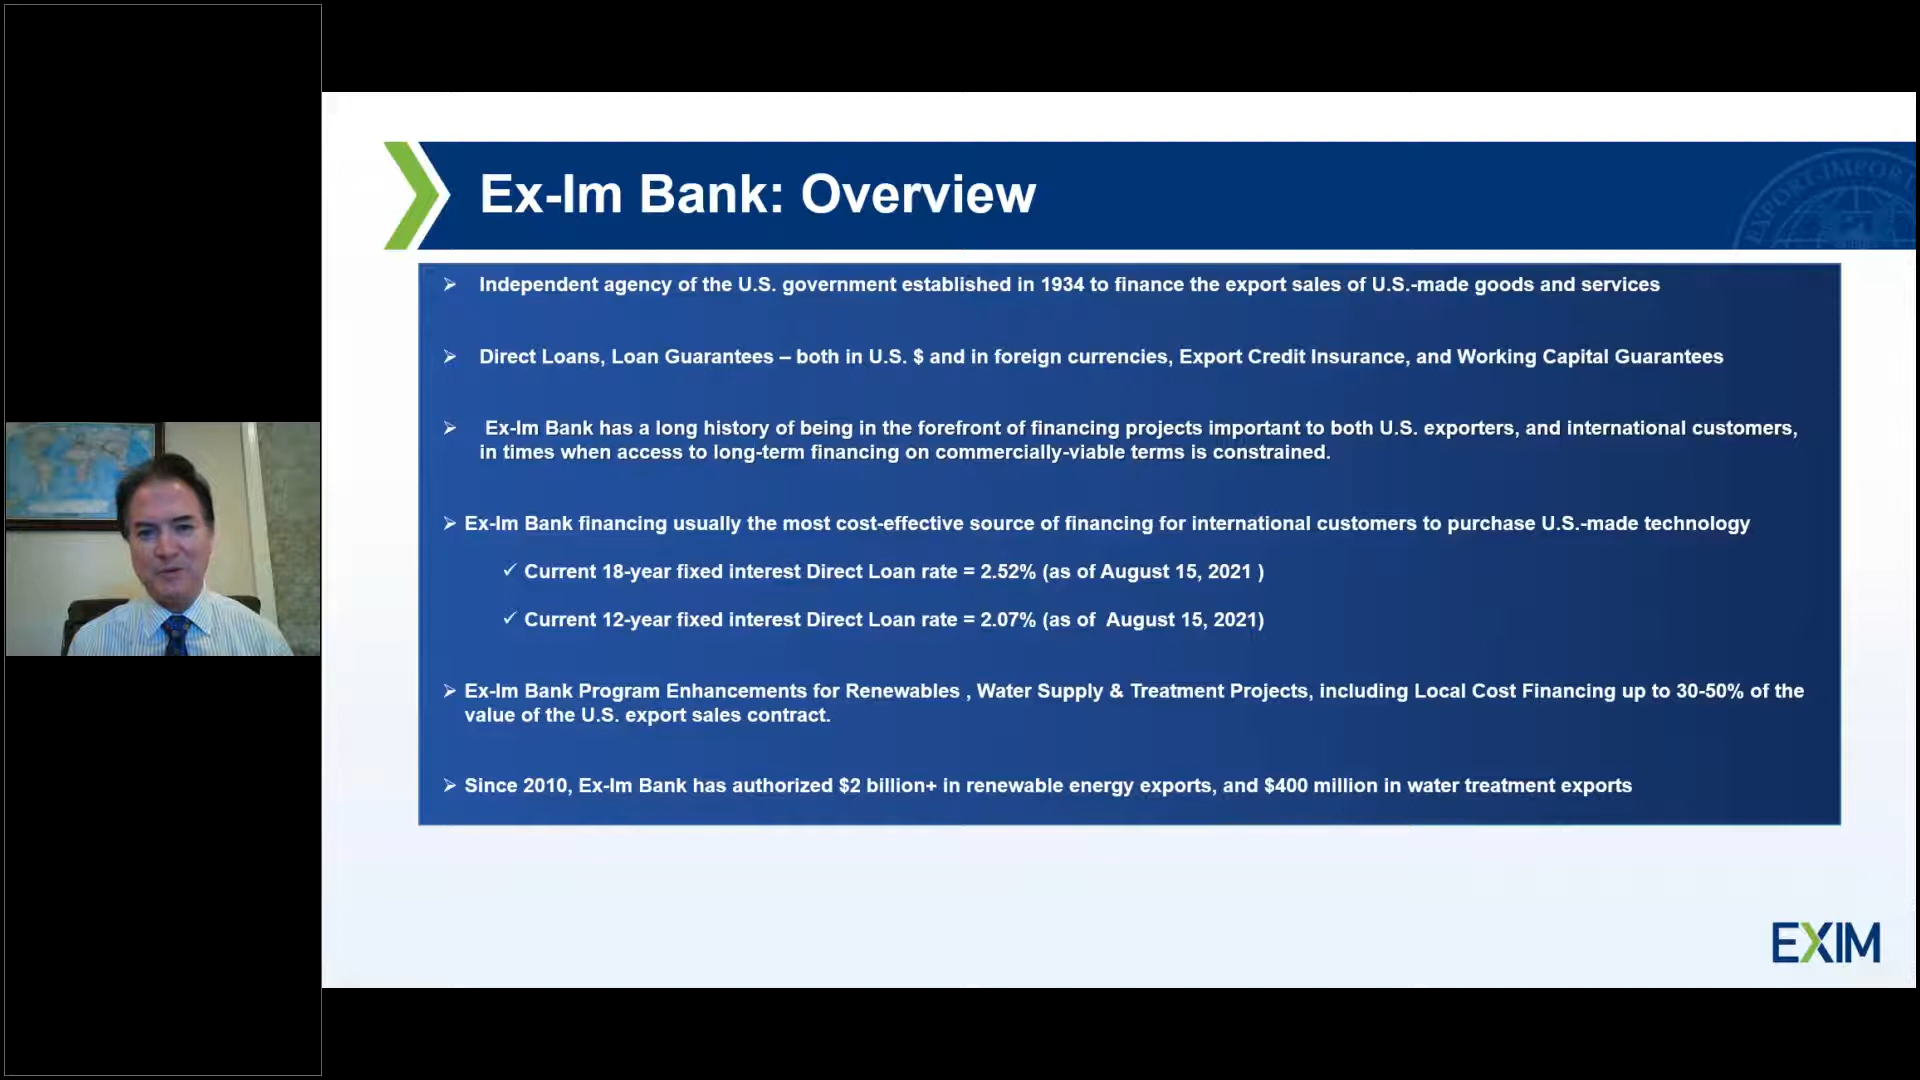 Ex-Im Bank: Overview
EXPORT-IMPORT
➢ Independent agency of the U.S. government established in 1934 to finance the export sales of U.S.-made goods and services
➢ Direct Loans, Loan Guarantees – both in U.S. $ and in foreign currencies, Export Credit Insurance, and Working Capital Guarantees
➢ Ex-Im Bank has a long history of being in the forefront of financing projects important to both U.S. exporters, and international customers,
in times when access to long-term financing on commercially-viable terms is constrained.
➢ Ex-Im Bank financing usually the most cost-effective source of financing for international customers to purchase U.S.-made technology
✓ Current 18-year fixed interest Direct Loan rate = 2.52% (as of August 15, 2021 )
✓ Current 12-year fixed interest Direct Loan rate = 2.07% (as of August 15, 2021)
➢ Ex-Im Bank Program Enhancements for Renewables , Water Supply & Treatment Projects, including Local Cost Financing up to 30-50% of the
value of the U.S. export sales contract.
➢ Since 2010, Ex-Im Bank has authorized $2 billion+ in renewable energy exports, and $400 million in water treatment exports
EXIM